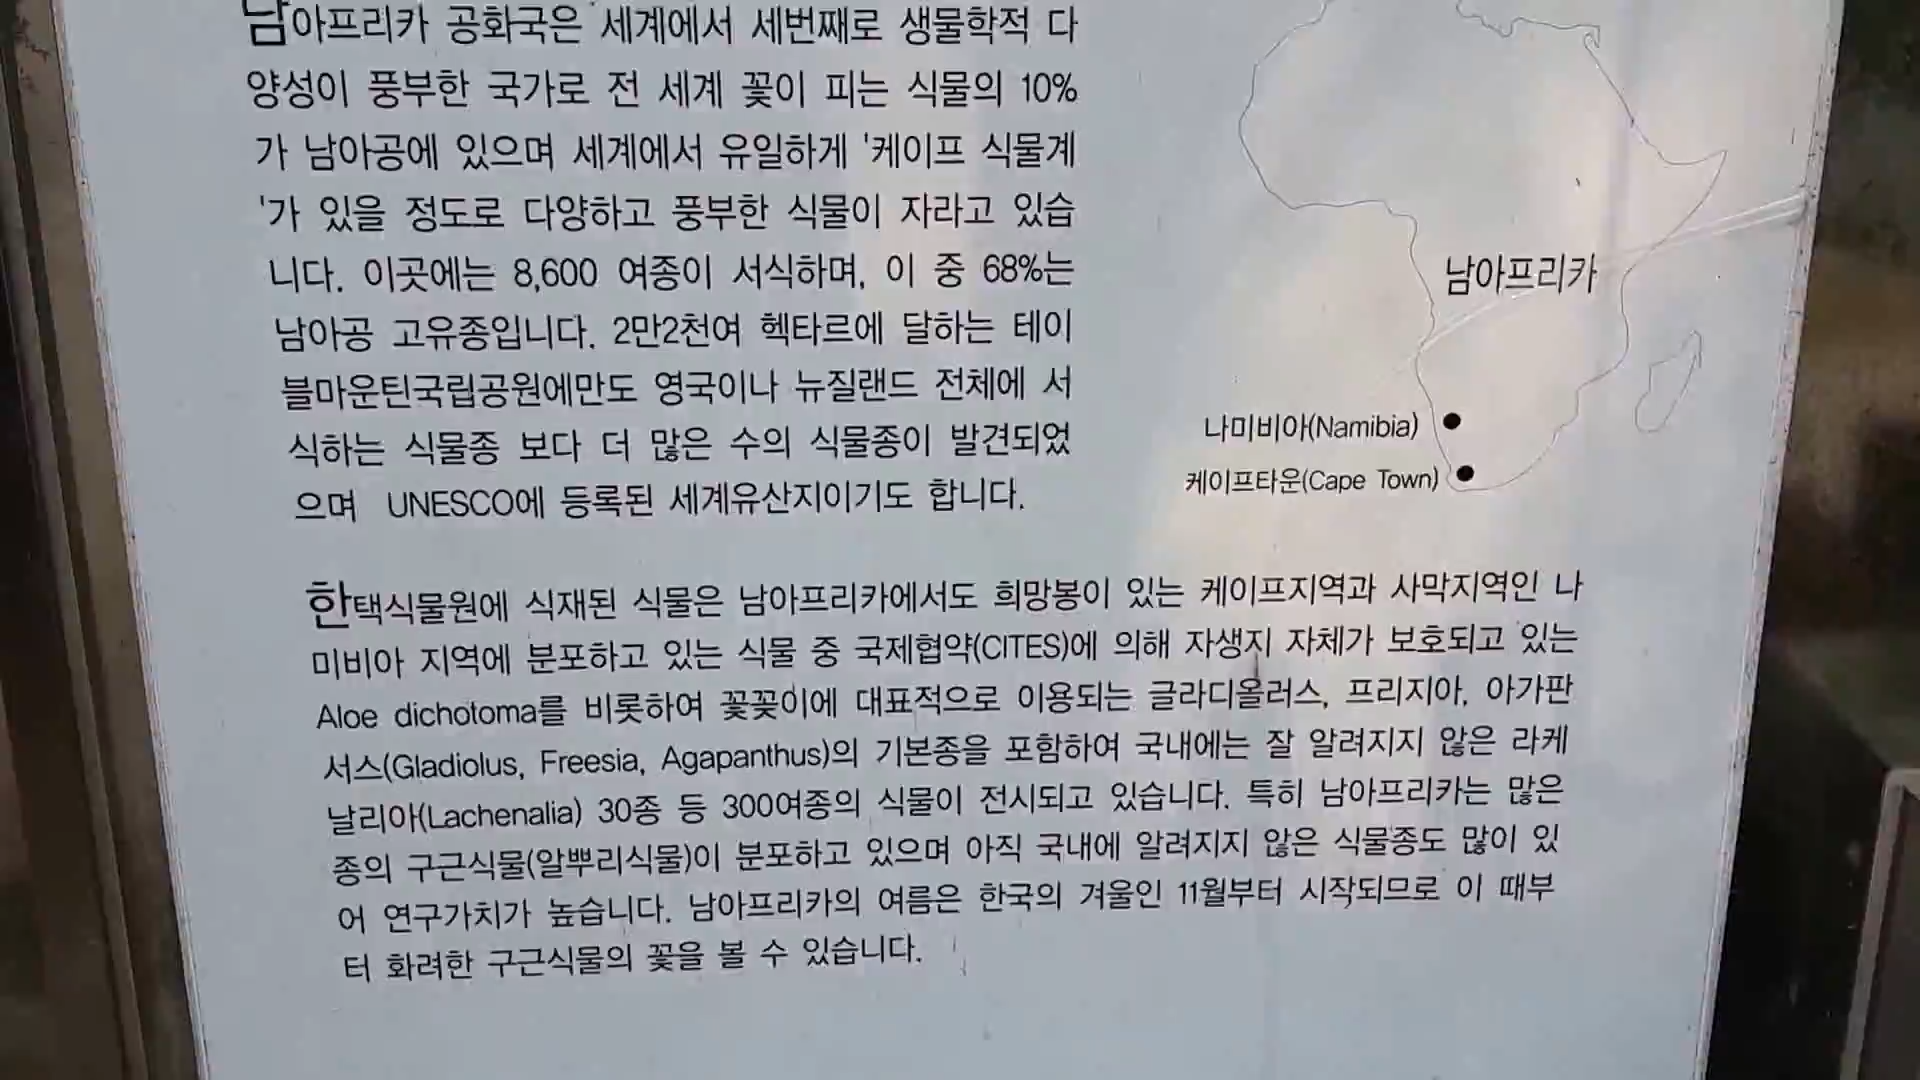 남아프리카 공화국은 세계에서 세번째로 생물학적 다
양성이 풍부한 국가로 전 세계 꽃이 피는 식물의 10%
가 남아공에 있으며 세계에서 유일하게 '케이프 식물계
'가 있을 정도로 다양하고 풍부한 식물이 자라고 있습
니다. 이곳에는 8,600 여종이 서식하며, 이 중 68%는
남아공 고유종입니다. 2만2천여 헥타르에 달하는 테이
블마운틴국립공원에만도 영국이나 뉴질랜드 전체에 서
식하는 식물종 보다 더 많은 수의 식물종이 발견되었
으며 UNESCO에 등록된 세계유산지이기도 합니다.
남아프리카
나미비아(Namibia)
케이프타운(Cape Town)
한택식물원에 식재된 식물은 남아프리카에서도 희망봉이 있는 케이프지역과 사막지역인 나
미비아 지역에 분포하고 있는 식물 중 국제협약(CITES)에 의해 자생지 자체가 보호되고 있는
Aloe dichotoma를 비롯하여 꽃꽂이에 대표적으로 이용되는 글라디올러스, 프리지아, 아가판
서스(Gladiolus, Freesia, Agapanthus)의 기본종을 포함하여 국내에는 잘 알려지지 않은 라케
날리아(Lachenalia) 30종 등 300여종의 식물이 전시되고 있습니다. 특히 남아프리카는 많은
종의 구근식물(알뿌리식물)이 분포하고 있으며 아직 국내에 알려지지 않은 식물종도 많이 있
어 연구가치가 높습니다. 남아프리카의 여름은 한국의 겨울인 11월부터 시작되므로 이 때부
터 화려한 구근식물의 꽃을 볼 수 있습니다.